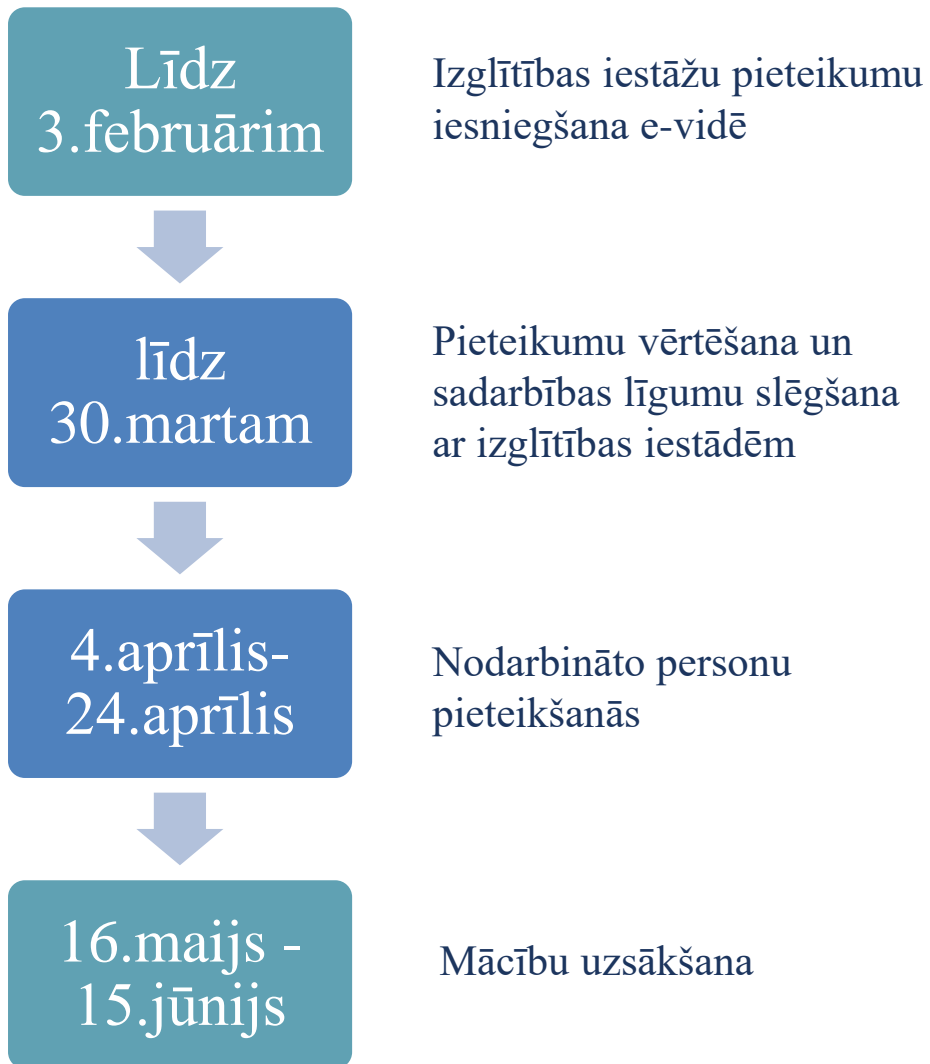 Līdz
3.februārim
Izglītības iestāžu pieteikumu
iesniegšana e-vidē
līdz
30.martam
Pieteikumu vērtēšana un
sadarbības līgumu slēgšana
ar izglītības iestādēm
4.aprīlis-
24.aprīlis
Nodarbināto personu
pieteikšanās
16.maijs -
15.jūnijs
Mācību uzsākšana